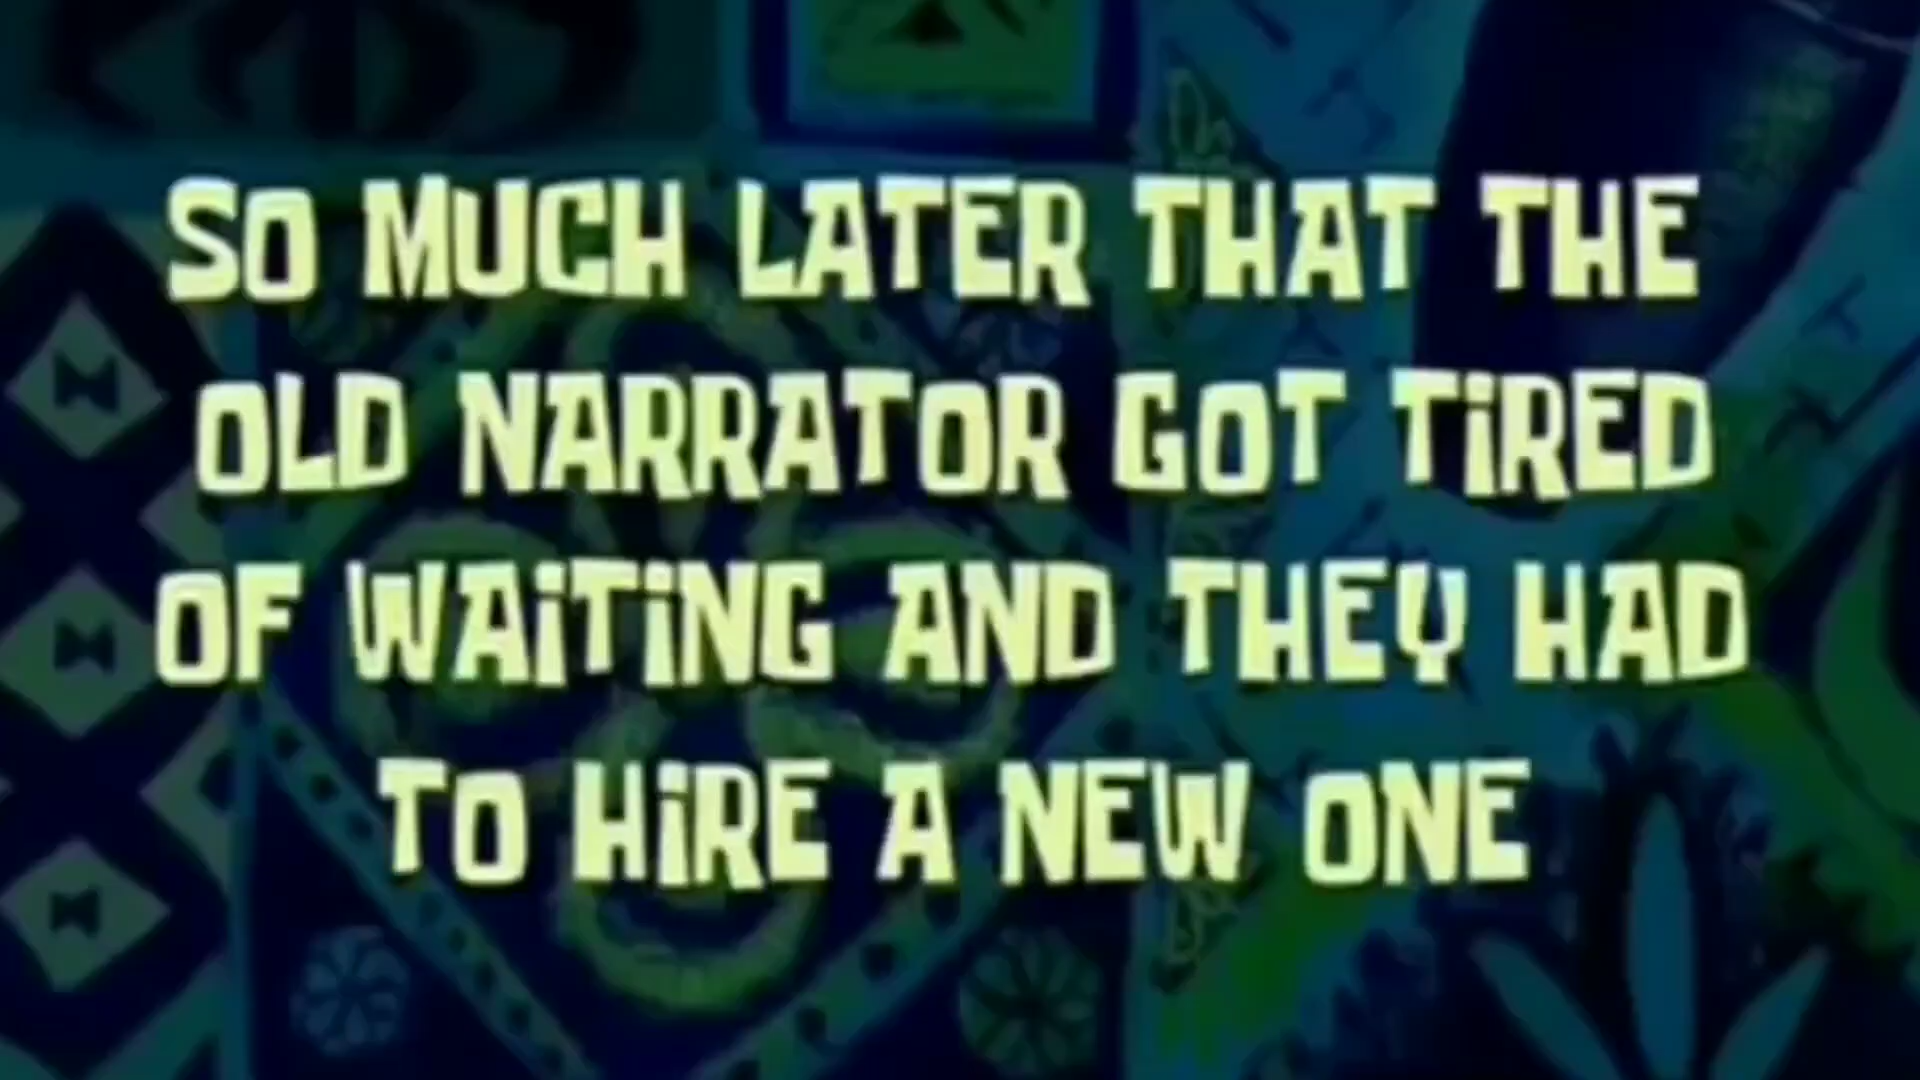 SO MUCH LATER THAT THE
OLD NARRATOR GOT TiRED
OF WAiTiNG AND THEY HAD
TO HiRE A NEW ONE